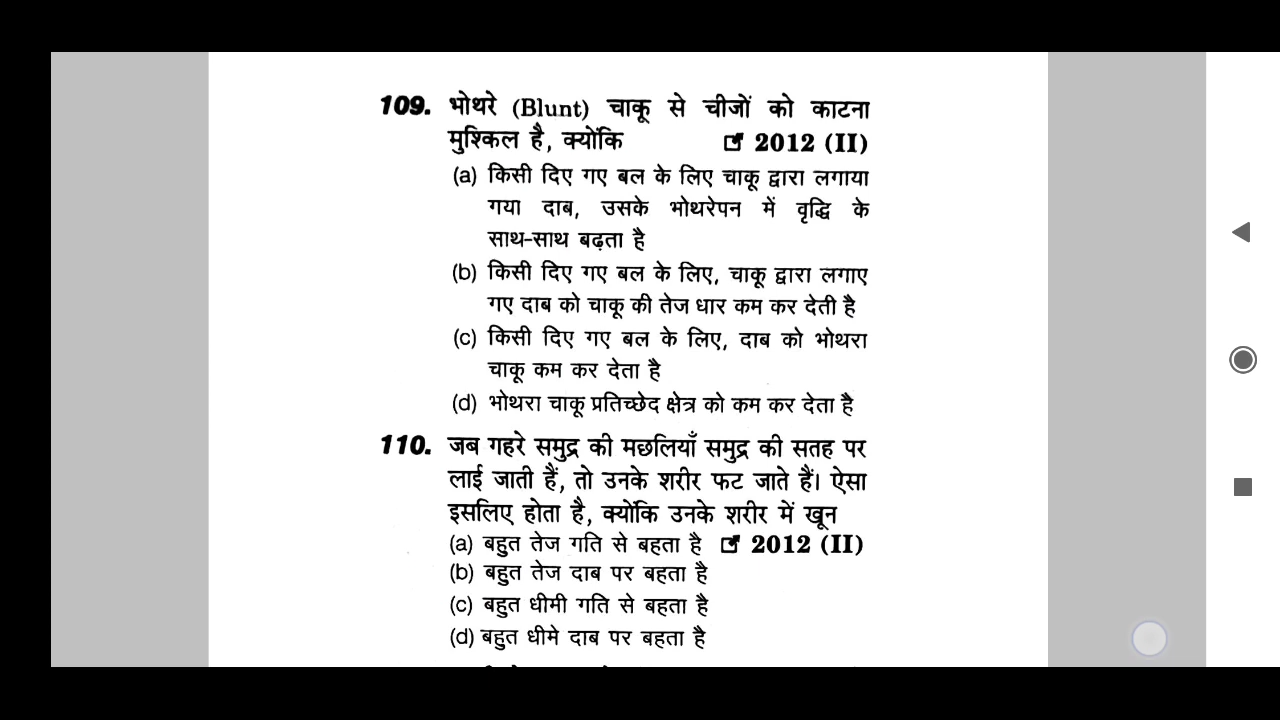 109. भोथरे (Blunt) चाकू से चीजों को काटना
मुश्किल है, क्योंकि 2012 (II)
(a) किसी दिए गए बल के लिए चाकू द्वारा लगाया
गया दाब, उसके भोथरेपन में वृद्धि के
साथ-साथ बढ़ता है
(b) किसी दिए गए बल के लिए, चाकू द्वारा लगाए
गए दाब को चाकू की तेज धार कम कर देती है
(c) किसी दिए गए बल के लिए, दाब को भोथरा
चाकू कम कर देता है
(d) भोथरा चाकू प्रतिच्छेद क्षेत्र को कम कर देता है
110. जब गहरे समुद्र की मछलियाँ समुद्र की सतह पर
लाई जाती हैं, तो उनके शरीर फट जाते हैं। ऐसा
इसलिए होता है, क्योंकि उनके शरीर में खून
(a) बहुत तेज गति से बहता है 2012 (II)
(b) बहुत तेज दाब पर बहता है
(c) बहुत धीमी गति से बहता है
(d) बहुत धीमे दाब पर बहता है